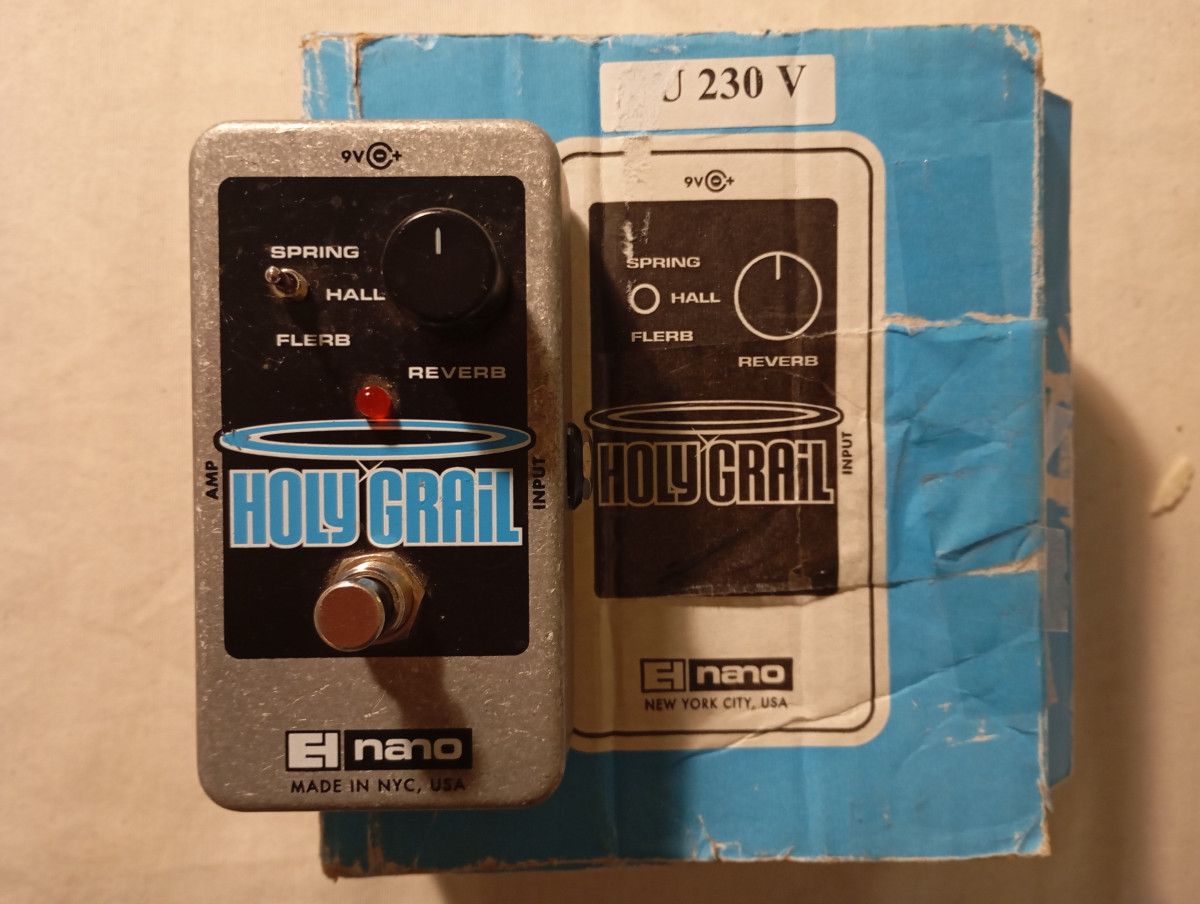 9V +
SPRING
HALL
FLERB
REVERB
AMP
INPUT
HOLY GRAiL
EH nano
MADE IN NYC, USA
230 V
9V +
SPRING
HALL
FLERB
REVERB
INPUT
HOLY GRAiL
EH nano
NEW YORK CITY, USA